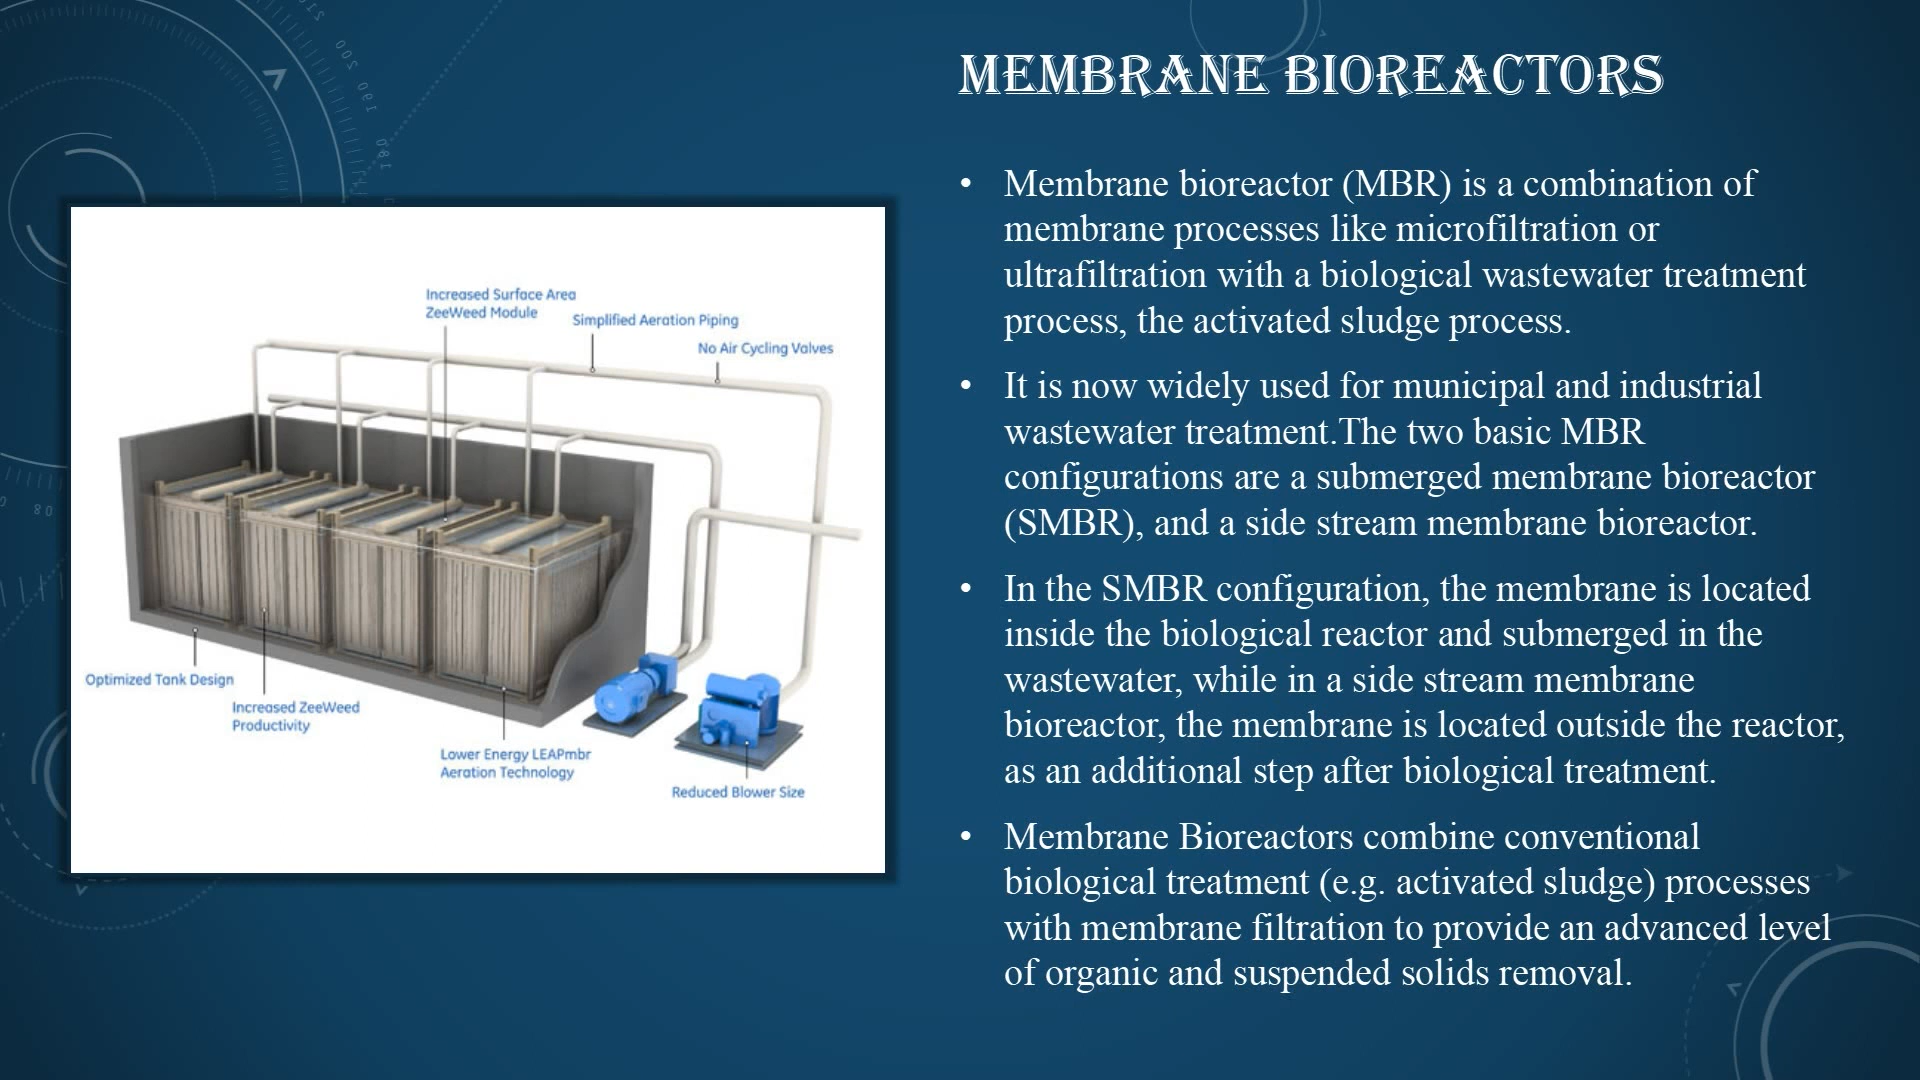 MEMBRANE BIOREACTORS
• Membrane bioreactor (MBR) is a combination of
membrane processes like microfiltration or
ultrafiltration with a biological wastewater treatment
process, the activated sludge process.
• It is now widely used for municipal and industrial
wastewater treatment.The two basic MBR
configurations are a submerged membrane bioreactor
(SMBR), and a side stream membrane bioreactor.
• In the SMBR configuration, the membrane is located
inside the biological reactor and submerged in the
wastewater, while in a side stream membrane
bioreactor, the membrane is located outside the reactor,
as an additional step after biological treatment.
• Membrane Bioreactors combine conventional
biological treatment (e.g. activated sludge) processes
with membrane filtration to provide an advanced level
of organic and suspended solids removal.
Increased Surface Area
ZeeWeed Module
Simplified Aeration Piping
No Air Cycling Valves
Optimized Tank Design
Increased ZeeWeed
Productivity
Lower Energy LEAPmbr
Aeration Technology
Reduced Blower Size
210
200
190
180
80